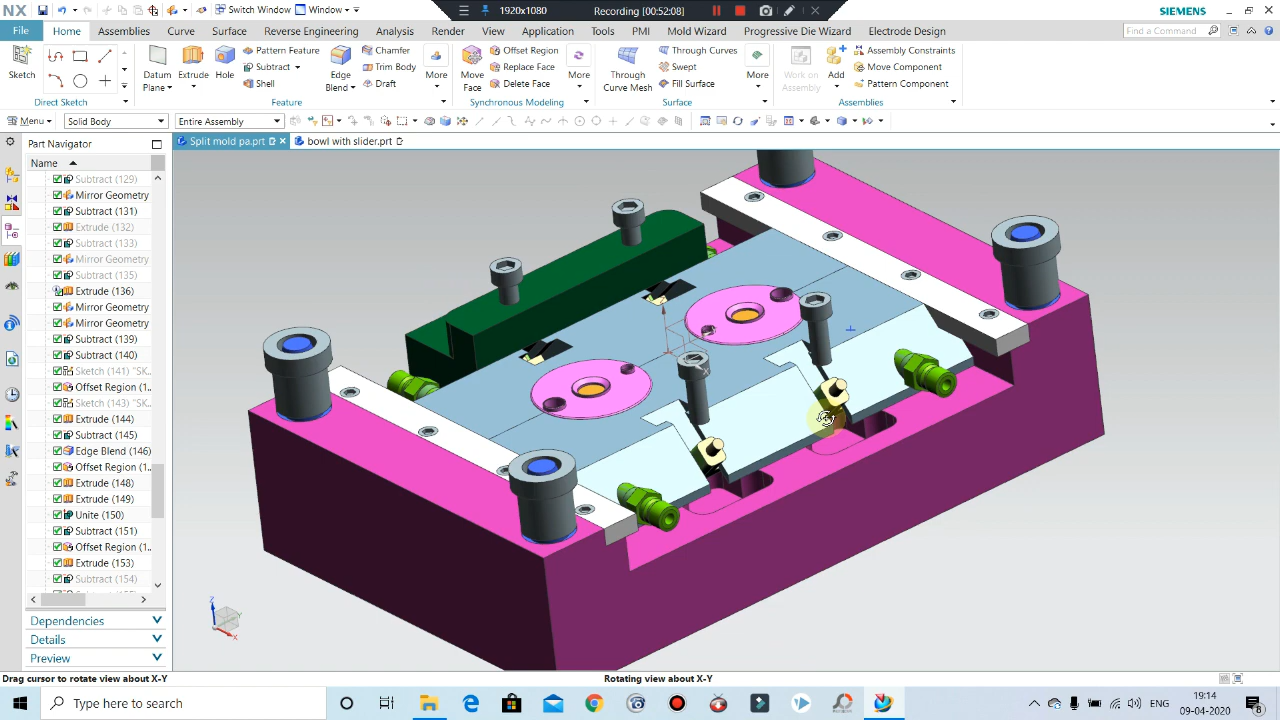 NX
Switch Window
Window
1920x1080
Recording [00:52:08]
SIEMENS
File
Home
Assemblies
Curve
Surface
Reverse Engineering
Analysis
Render
View
Application
Tools
PMI
Mold Wizard
Progressive Die Wizard
Electrode Design
Find a Command
Sketch
Direct Sketch
Datum Plane
Extrude
Hole
Pattern Feature
Subtract
Shell
Edge Blend
Chamfer
Trim Body
Draft
More
Feature
Move Face
Offset Region
Replace Face
Delete Face
More
Synchronous Modeling
Through Curve Mesh
Through Curves
Swept
Fill Surface
More
Surface
Work on Assembly
Add
Assembly Constraints
Move Component
Pattern Component
Assemblies
Menu
Solid Body
Entire Assembly
Part Navigator
Split mold pa.prt
bowl with slider.prt
Name
Subtract (129)
Mirror Geometry
Subtract (131)
Extrude (132)
Subtract (133)
Mirror Geometry
Subtract (135)
Extrude (136)
Mirror Geometry
Mirror Geometry
Subtract (139)
Subtract (140)
Sketch (141) "SK..
Offset Region (1..
Sketch (143) "SK..
Extrude (144)
Subtract (145)
Edge Blend (146)
Offset Region (1..
Extrude (148)
Extrude (149)
Unite (150)
Subtract (151)
Offset Region (1..
Extrude (153)
Subtract (154)
Dependencies
Details
Preview
Z
Y
X
Drag cursor to rotate view about X-Y
Rotating view about X-Y
Type here to search
ENG
19:14
09-04-2020